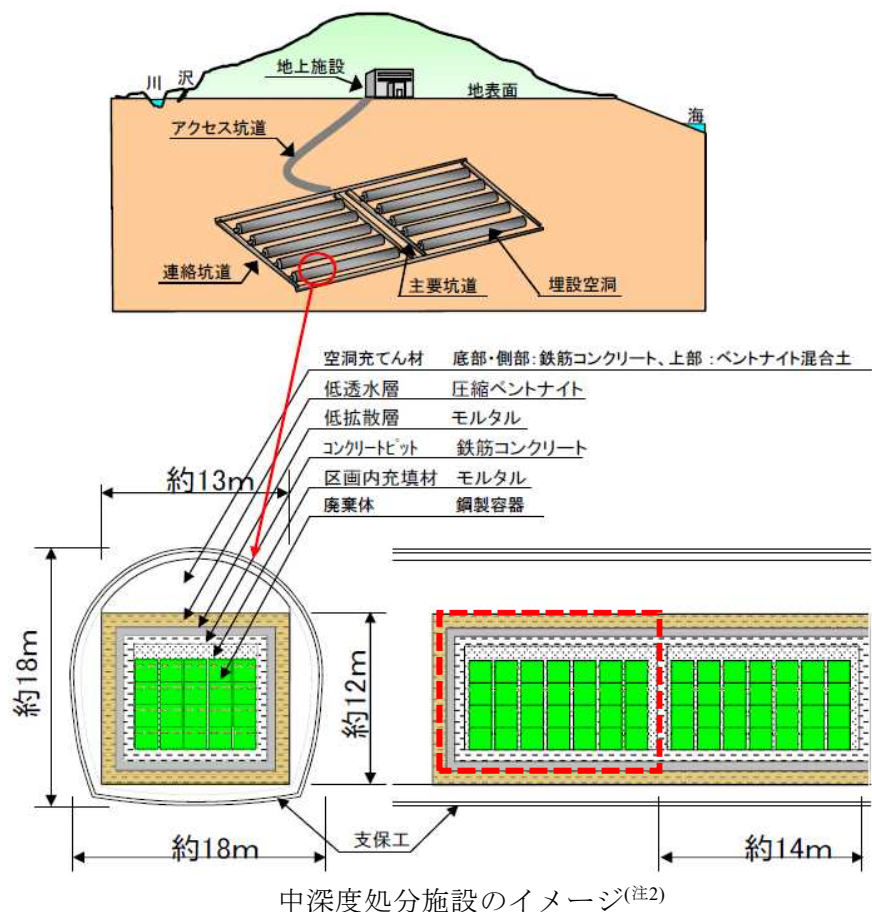 地上施設
川 沢
地表面
海
アクセス坑道
連絡坑道
主要坑道
埋設空洞
空洞充てん材 底部・側部：鉄筋コンクリート、上部：ベントナイト混合土
低透水層 圧縮ベントナイト
低拡散層 モルタル
コンクリートピット 鉄筋コンクリート
区画内充填材 モルタル
廃棄体 鋼製容器
約13m
約18m
約12m
支保工
約18m
約14m
中深度処分施設のイメージ(注2)